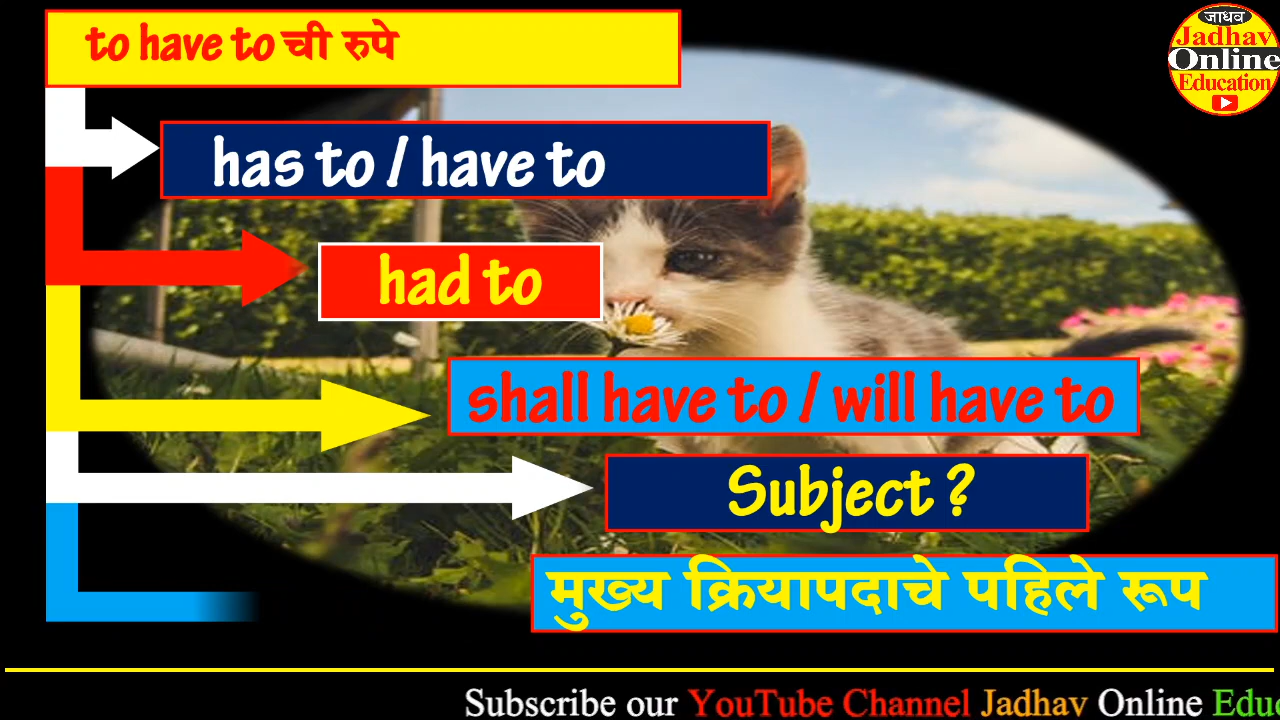 to have to ची रुपे
जाधव
Jadhav
Online
Education
has to / have to
had to
shall have to / will have to
Subject ?
मुख्य क्रियापदाचे पहिले रूप
Subscribe our YouTube Channel Jadhav Online Educ